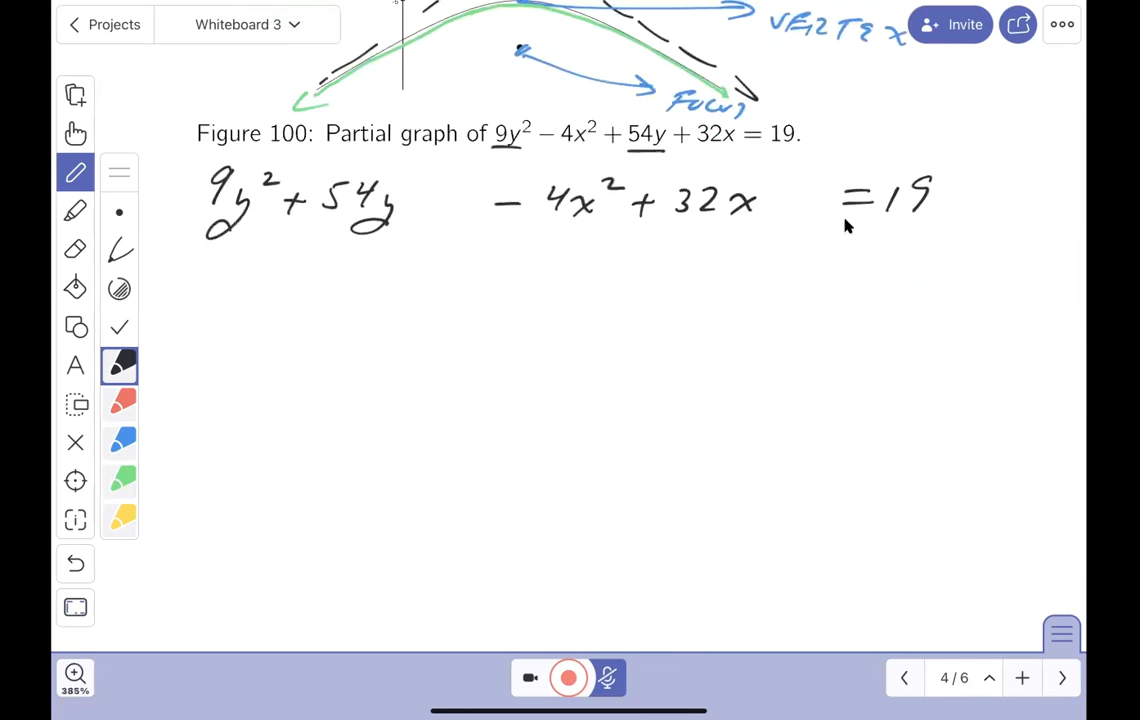 Projects
Whiteboard 3
-5
VERTEX
Invite
FOCUS
Figure 100: Partial graph of 9y² − 4x² + 54y + 32x = 19.
9y² + 54y − 4x² + 32x = 19
385%
4/6